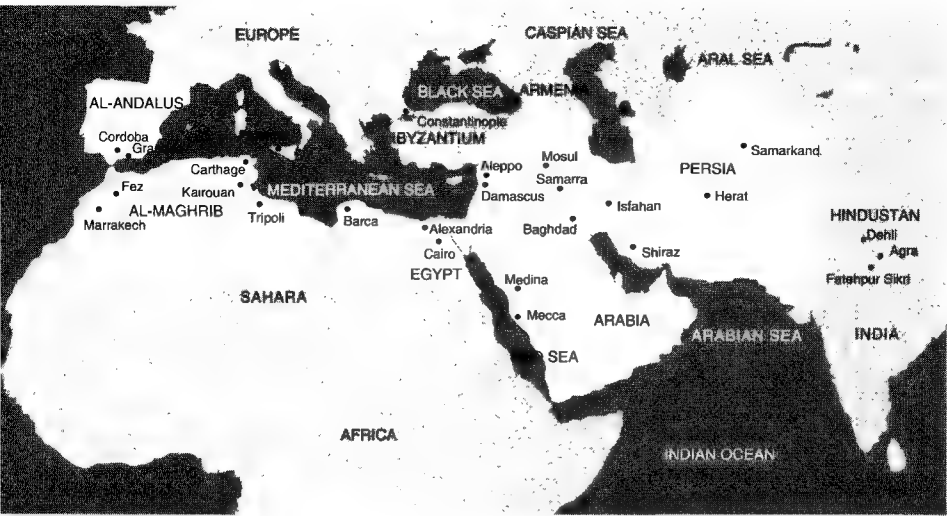 EUROPE
CASPIAN SEA
ARAL SEA
BLACK SEA
ARMENIA
AL-ANDALUS
Constantinople
BYZANTIUM
Cordoba
Gra
Carthage
Aleppo
Mosul
Samarkand
PERSIA
Fez
Kairouan
MEDITERRANEAN SEA
Damascus
Samarra
Herat
Marrakech
AL-MAGHRIB
Tripoli
Barca
Isfahan
HINDUSTAN
Alexandria
Baghdad
Dehli
Cairo
Shiraz
Agra
EGYPT
Fatehpur Sikri
Medina
SAHARA
Mecca
ARABIA
ARABIAN SEA
INDIA
SEA
AFRICA
INDIAN OCEAN